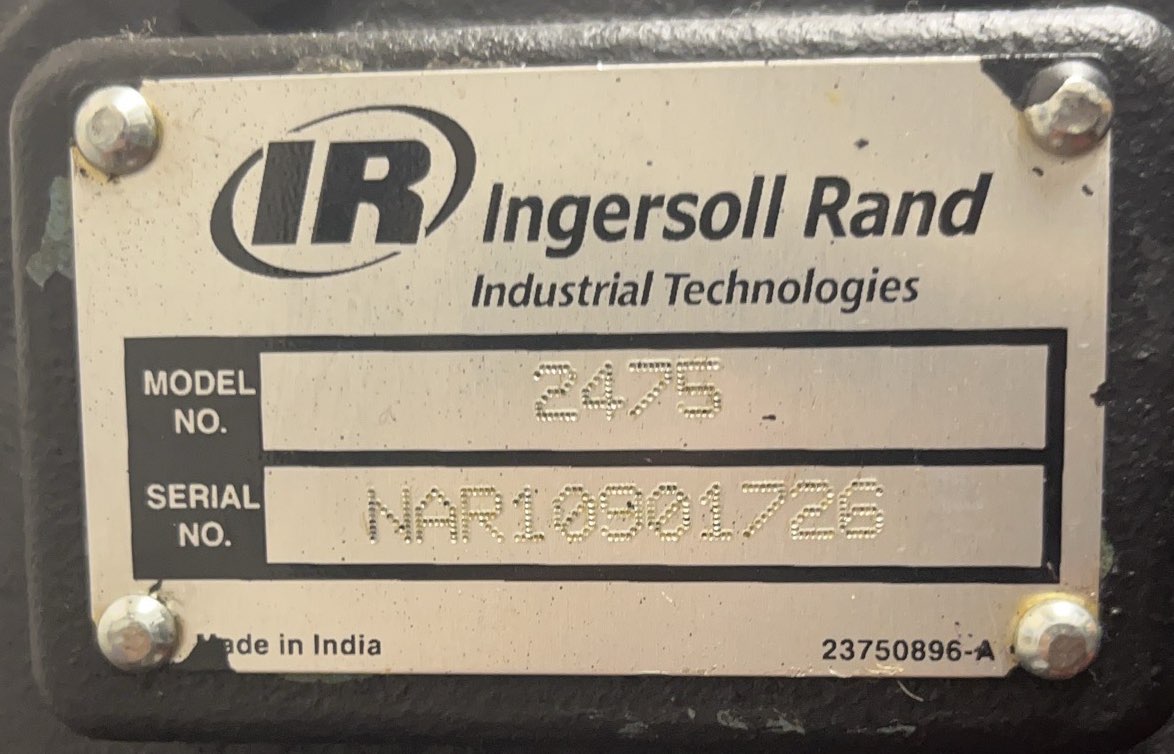 IR Ingersoll Rand
Industrial Technologies
MODEL NO.
2475
SERIAL NO.
NAR10901726
Made in India
23750896-A